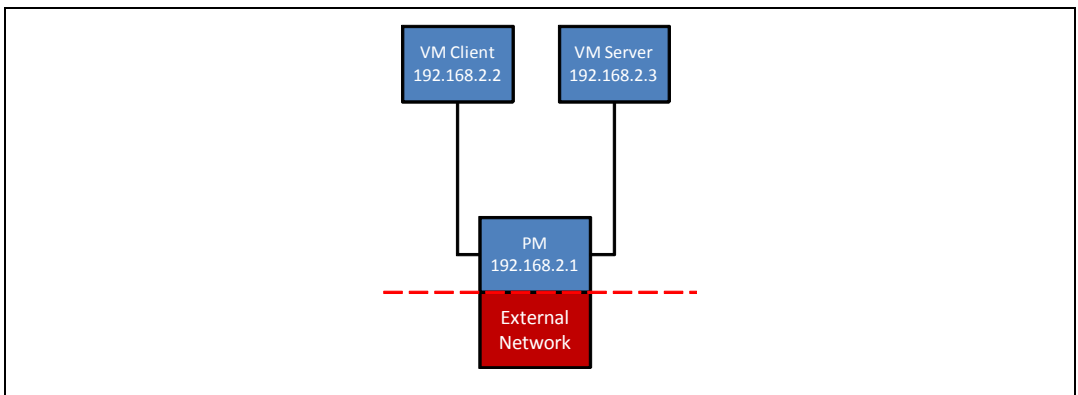 VM Client
192.168.2.2
VM Server
192.168.2.3
PM
192.168.2.1
External
Network